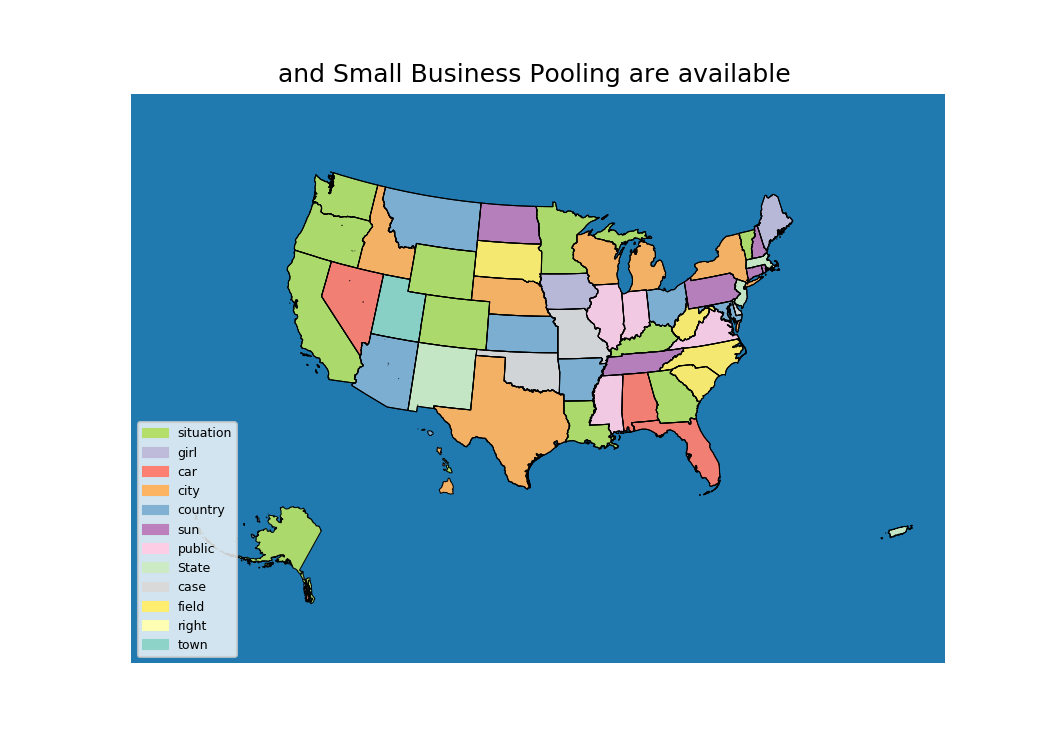 and Small Business Pooling are available
situation
girl
car
city
country
sun
public
State
case
field
right
town